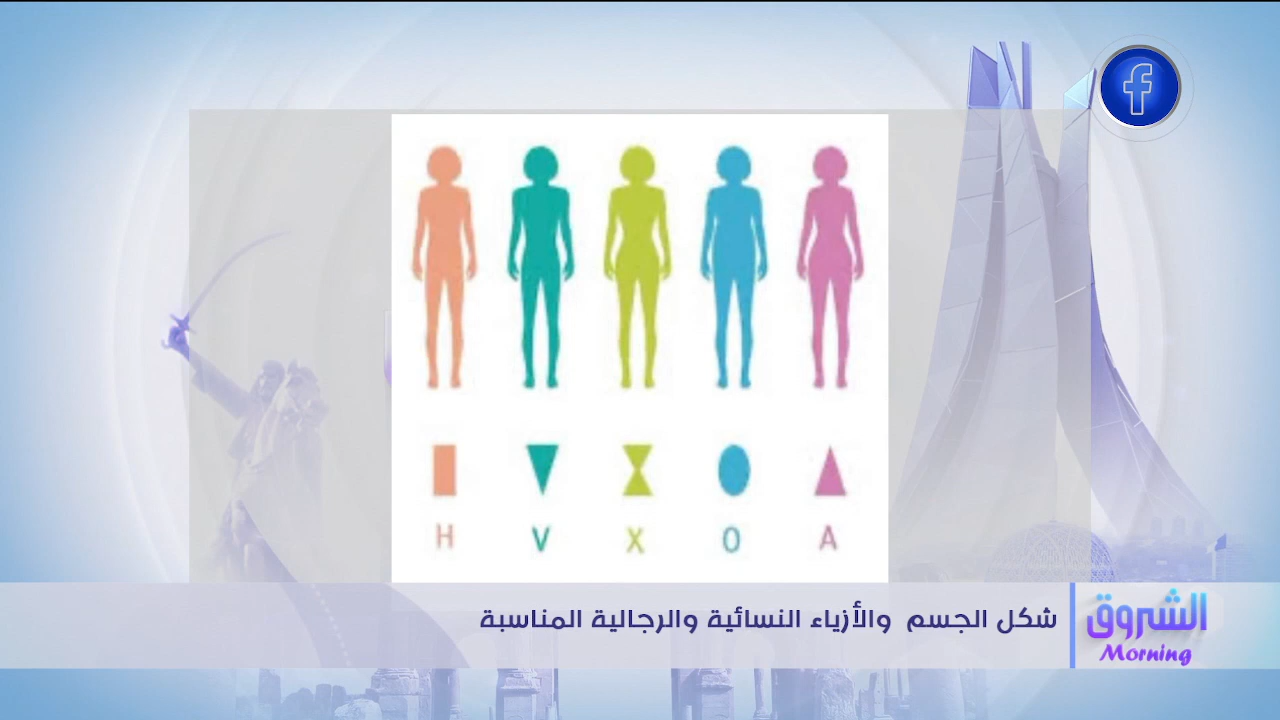 H V X O A
شكل الجسم والأزياء النسائية والرجالية المناسبة
الشروق
Morning